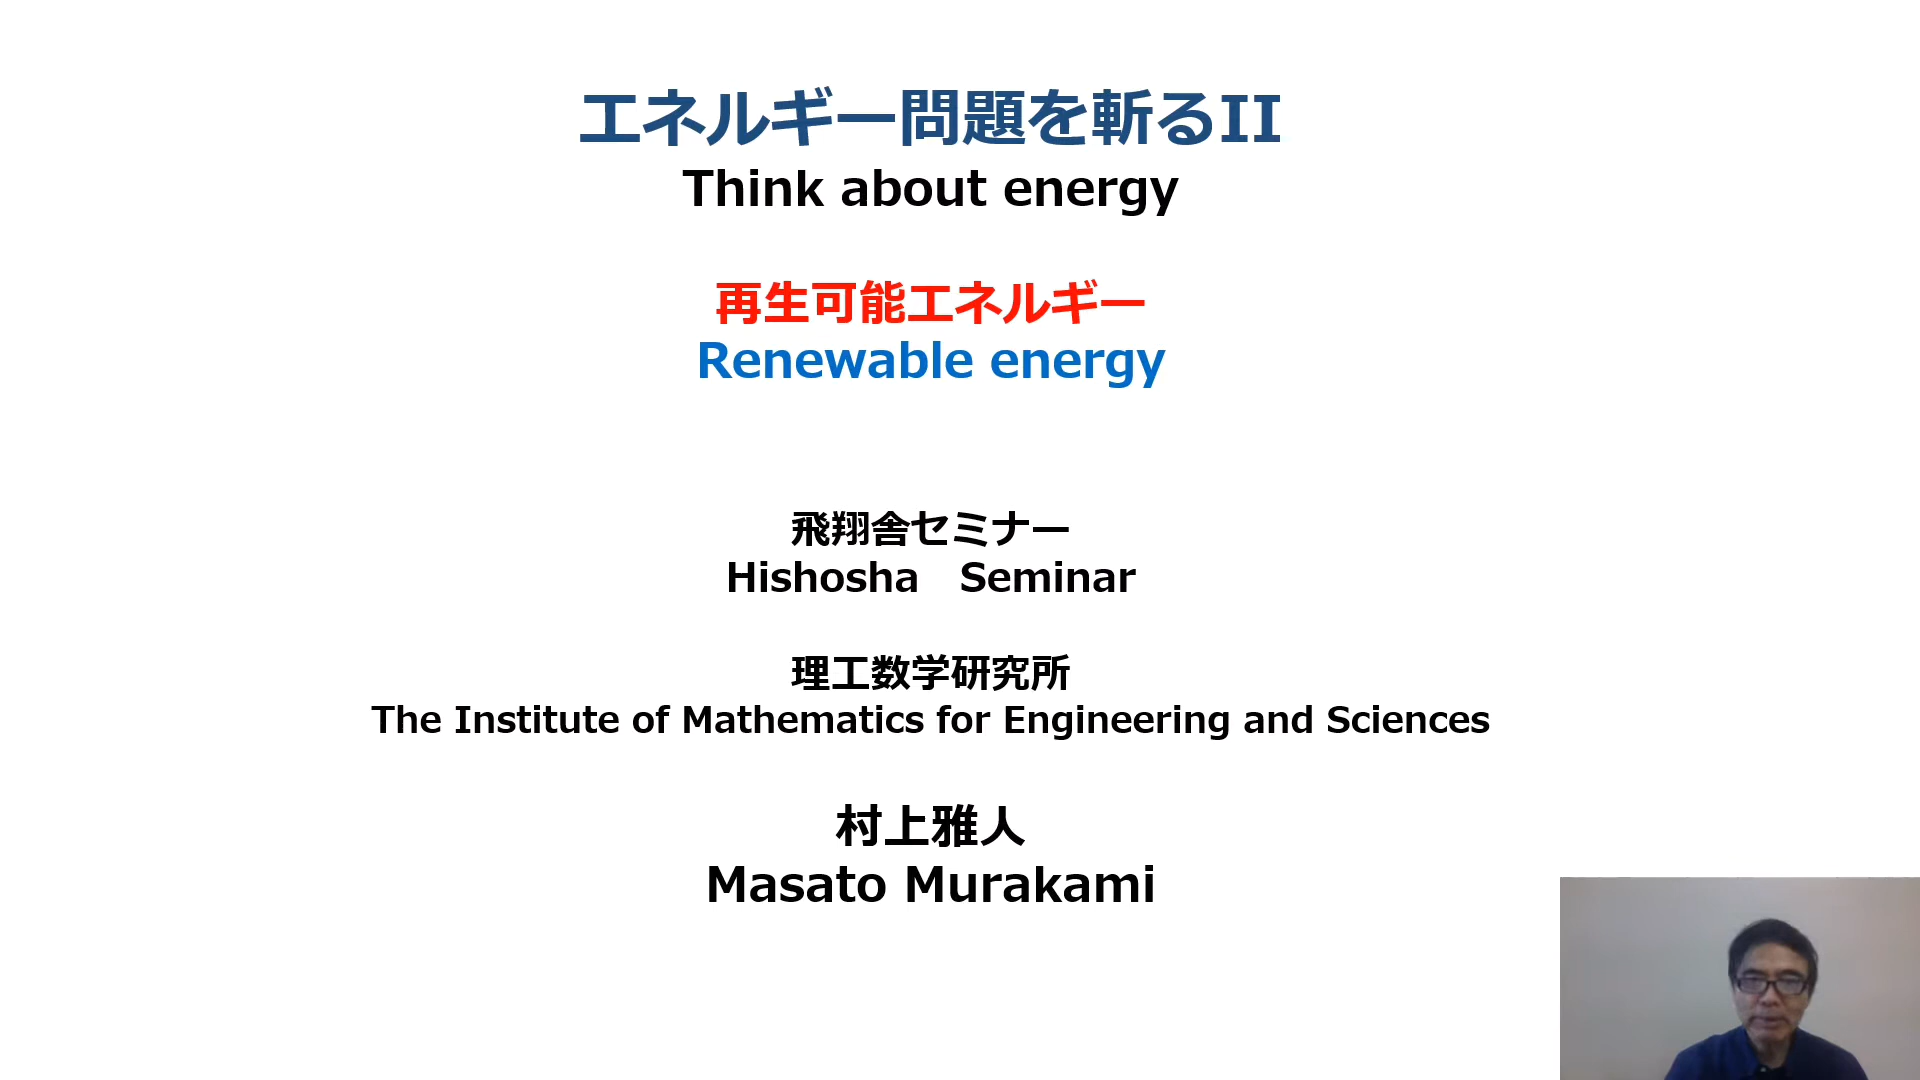 エネルギー問題を斬るII
Think about energy
再生可能エネルギー
Renewable energy
飛翔舎セミナー
Hishosha　Seminar
理工数学研究所
The Institute of Mathematics for Engineering and Sciences
村上雅人
Masato Murakami